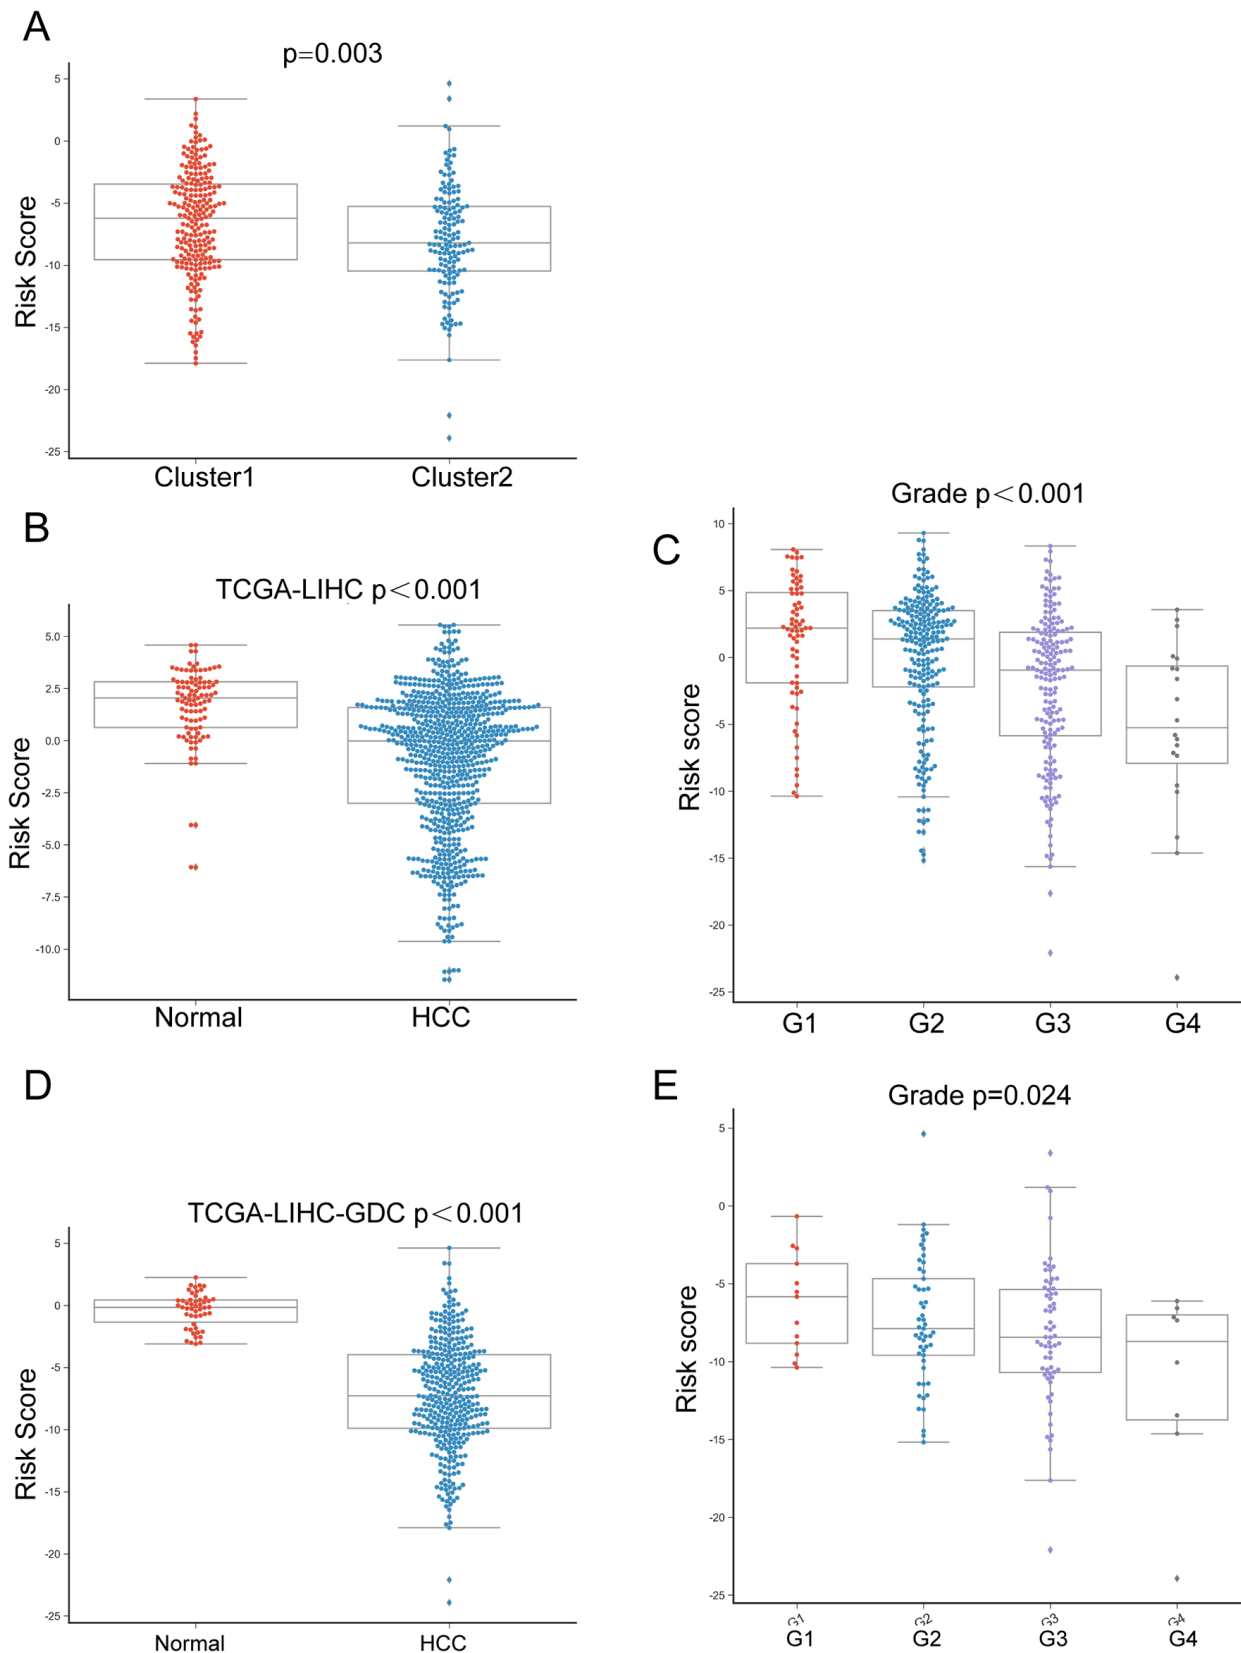 A
p=0.003
Risk Score
5
0
-5
-10
-15
-20
-25
Cluster1 Cluster2
B
TCGA-LIHC p<0.001
Risk Score
5.0
2.5
0.0
-2.5
-5.0
-7.5
-10.0
Normal HCC
C
Grade p<0.001
Risk score
10
5
0
-5
-10
-15
-20
-25
G1 G2 G3 G4
D
TCGA-LIHC-GDC p<0.001
Risk Score
5
0
-5
-10
-15
-20
-25
Normal HCC
E
Grade p=0.024
Risk score
5
0
-5
-10
-15
-20
-25
G1 G2 G3 G4
G1 G2 G3 G4